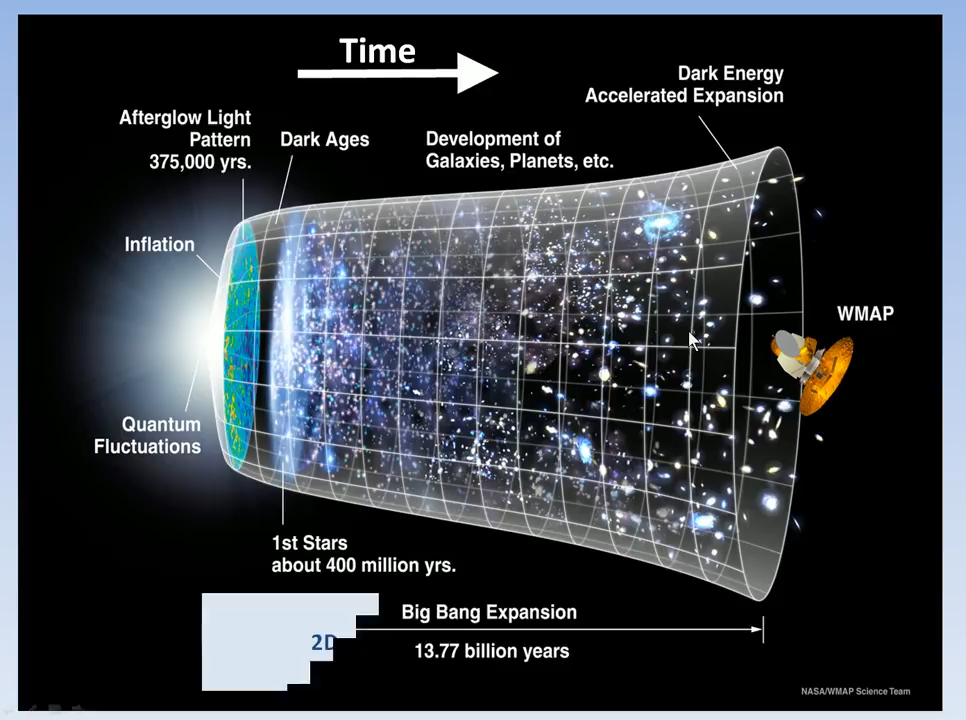 Time
Dark Energy
Accelerated Expansion
Afterglow Light
Pattern
375,000 yrs.
Dark Ages
Development of
Galaxies, Planets, etc.
Inflation
WMAP
Quantum
Fluctuations
1st Stars
about 400 million yrs.
Big Bang Expansion
2D
13.77 billion years
NASA/WMAP Science Team